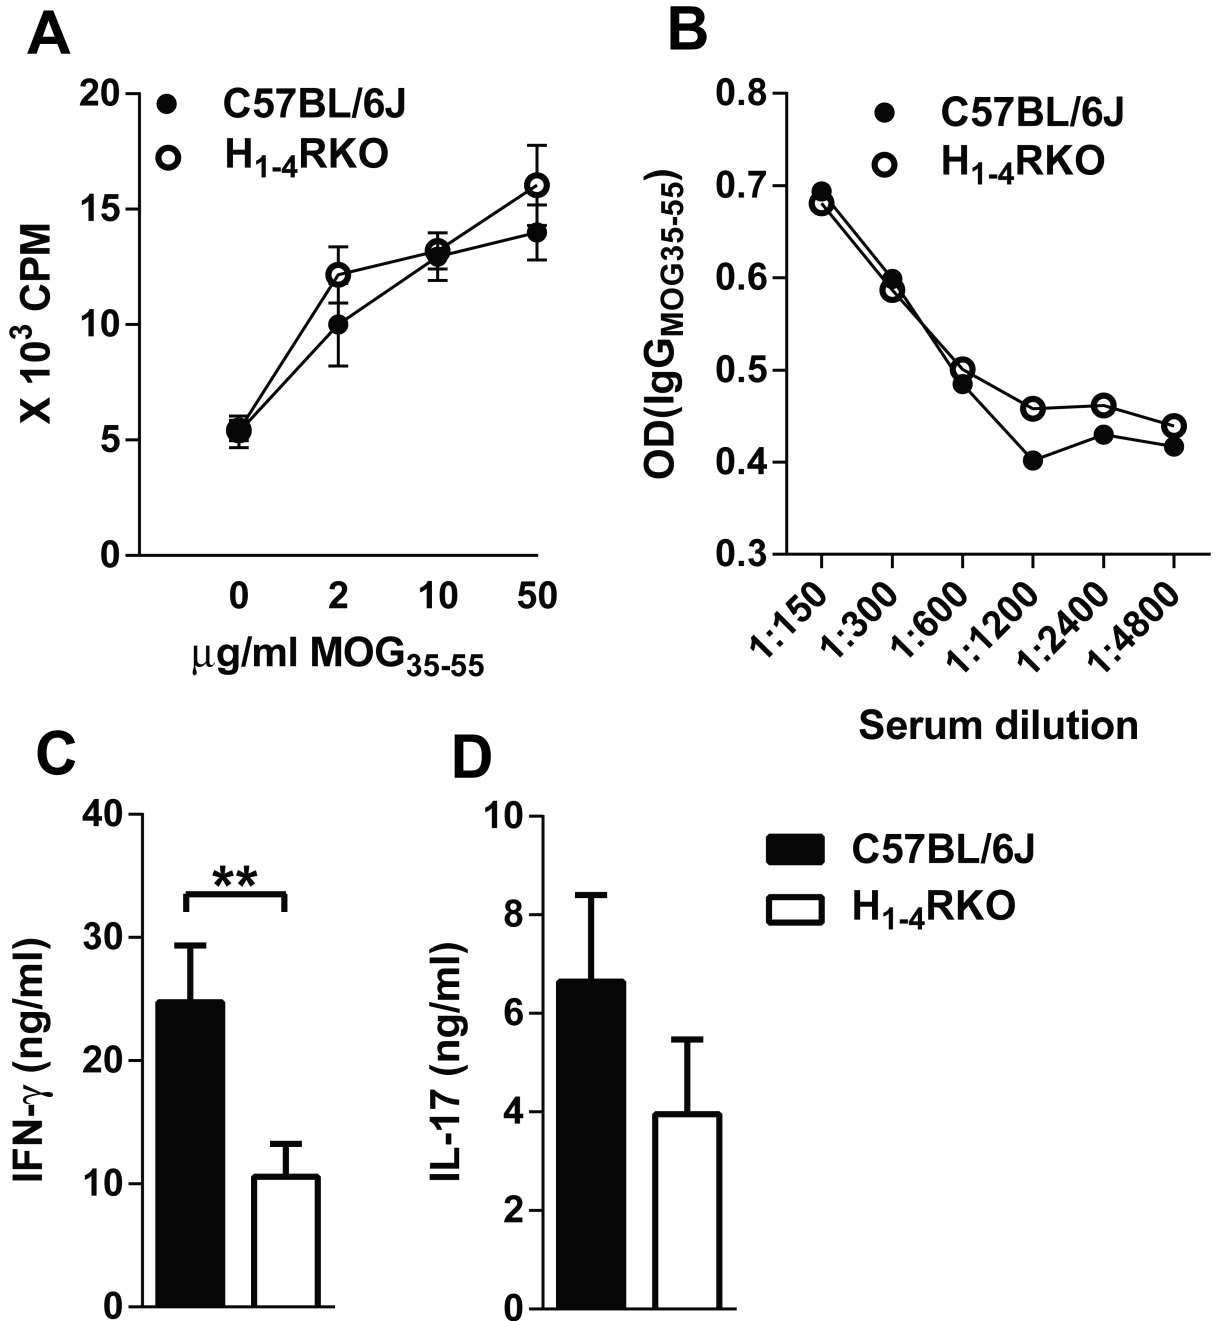 A
20
15
10
5
0
X 10³ CPM
C57BL/6J
H₁₋₄RKO
0 2 10 50
μg/ml MOG₃₅₋₅₅
B
0.8
0.7
0.6
0.5
0.4
0.3
OD(IgG_MOG35-55)
C57BL/6J
H₁₋₄RKO
1:150 1:300 1:600 1:1200 1:2400 1:4800
Serum dilution
C
40
30
20
10
0
IFN-γ (ng/ml)
**
D
10
8
6
4
2
0
IL-17 (ng/ml)
C57BL/6J
H₁₋₄RKO